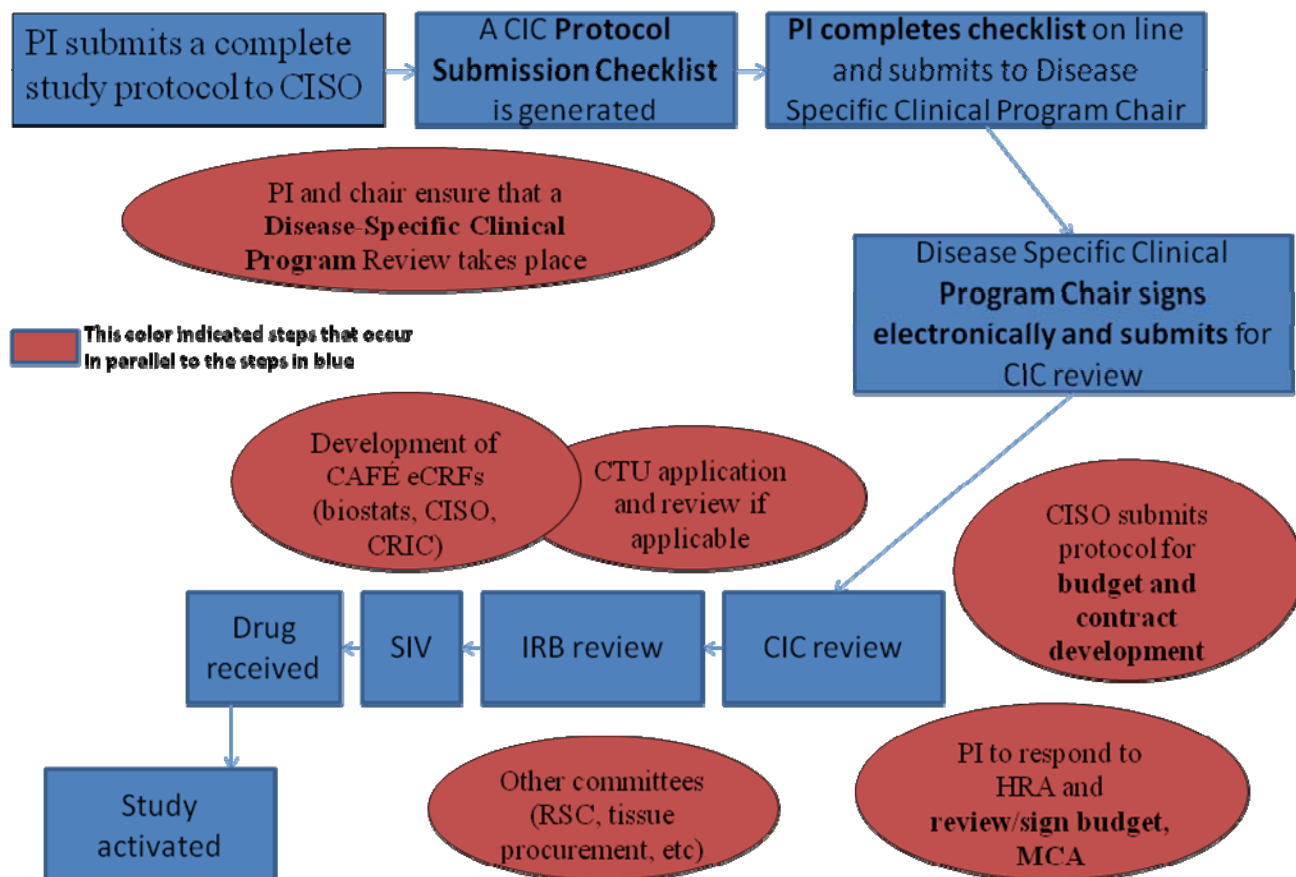 PI submits a complete
study protocol to CISO
A CIC Protocol
Submission Checklist
is generated
PI completes checklist on line
and submits to Disease
Specific Clinical Program Chair
PI and chair ensure that a
Disease-Specific Clinical
Program Review takes place
Disease Specific Clinical
Program Chair signs
electronically and submits for
CIC review
This color indicated steps that occur
In parallel to the steps in blue
Development of
CAFÉ eCRFs
(biostats, CISO,
CRIC)
CTU application
and review if
applicable
CISO submits
protocol for
budget and
contract
development
Drug
received
SIV
IRB review
CIC review
Study
activated
Other committees
(RSC, tissue
procurement, etc)
PI to respond to
HRA and
review/sign budget,
MCA